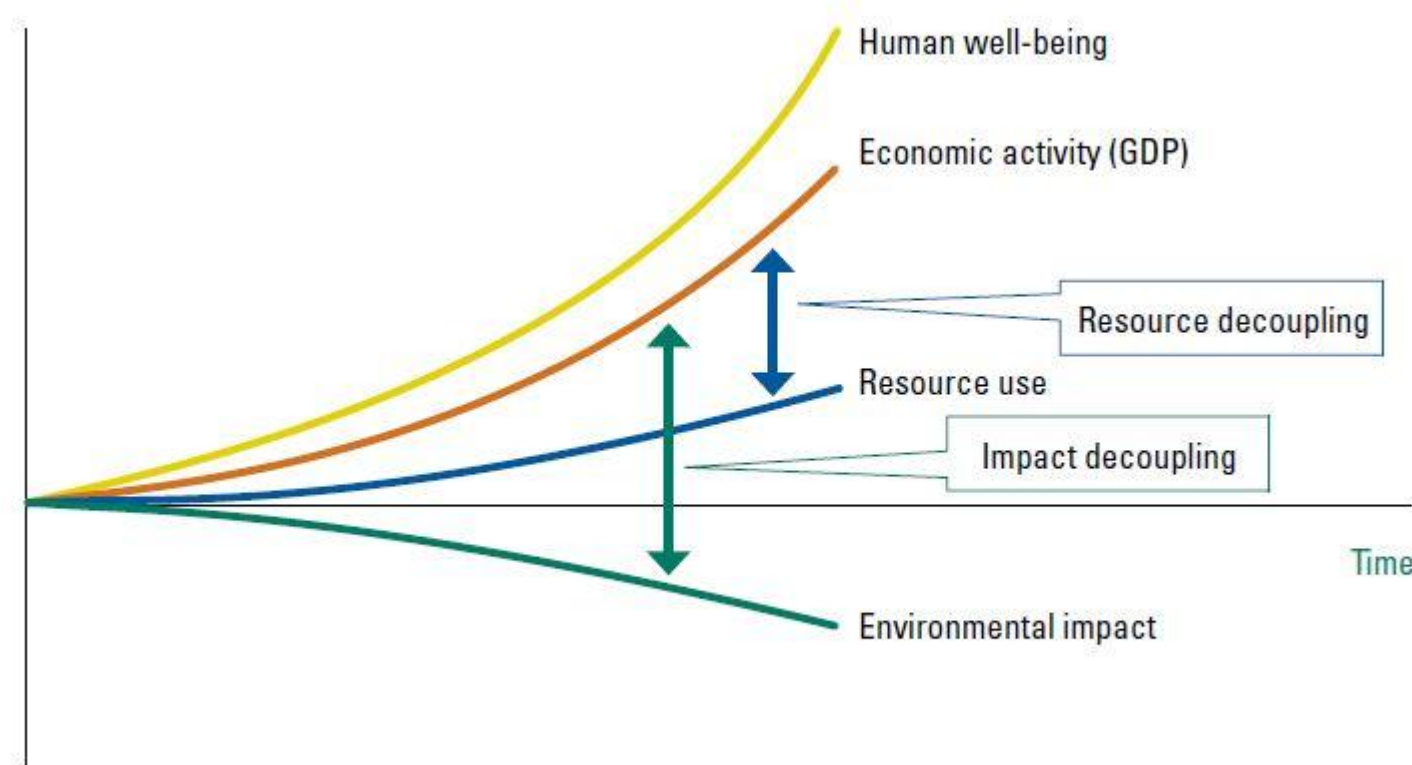 Human well-being
Economic activity (GDP)
Resource decoupling
Resource use
Impact decoupling
Time
Environmental impact